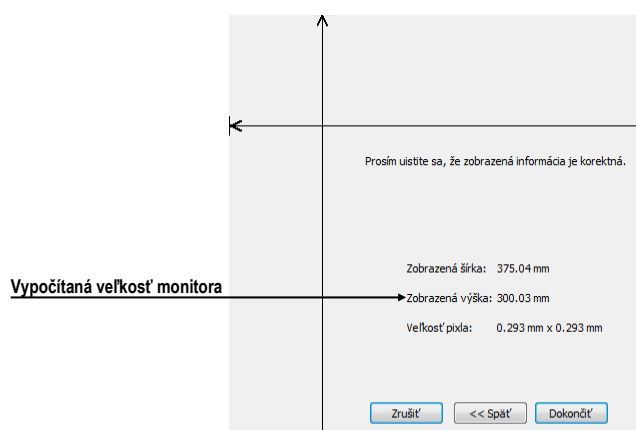 Prosím uistite sa, že zobrazená informácia je korektná.
Zobrazená šírka: 375.04 mm
Vypočítaná veľkosť monitora
Zobrazená výška: 300.03 mm
Veľkosť pixla: 0.293 mm x 0.293 mm
Zrušiť << Späť Dokončiť